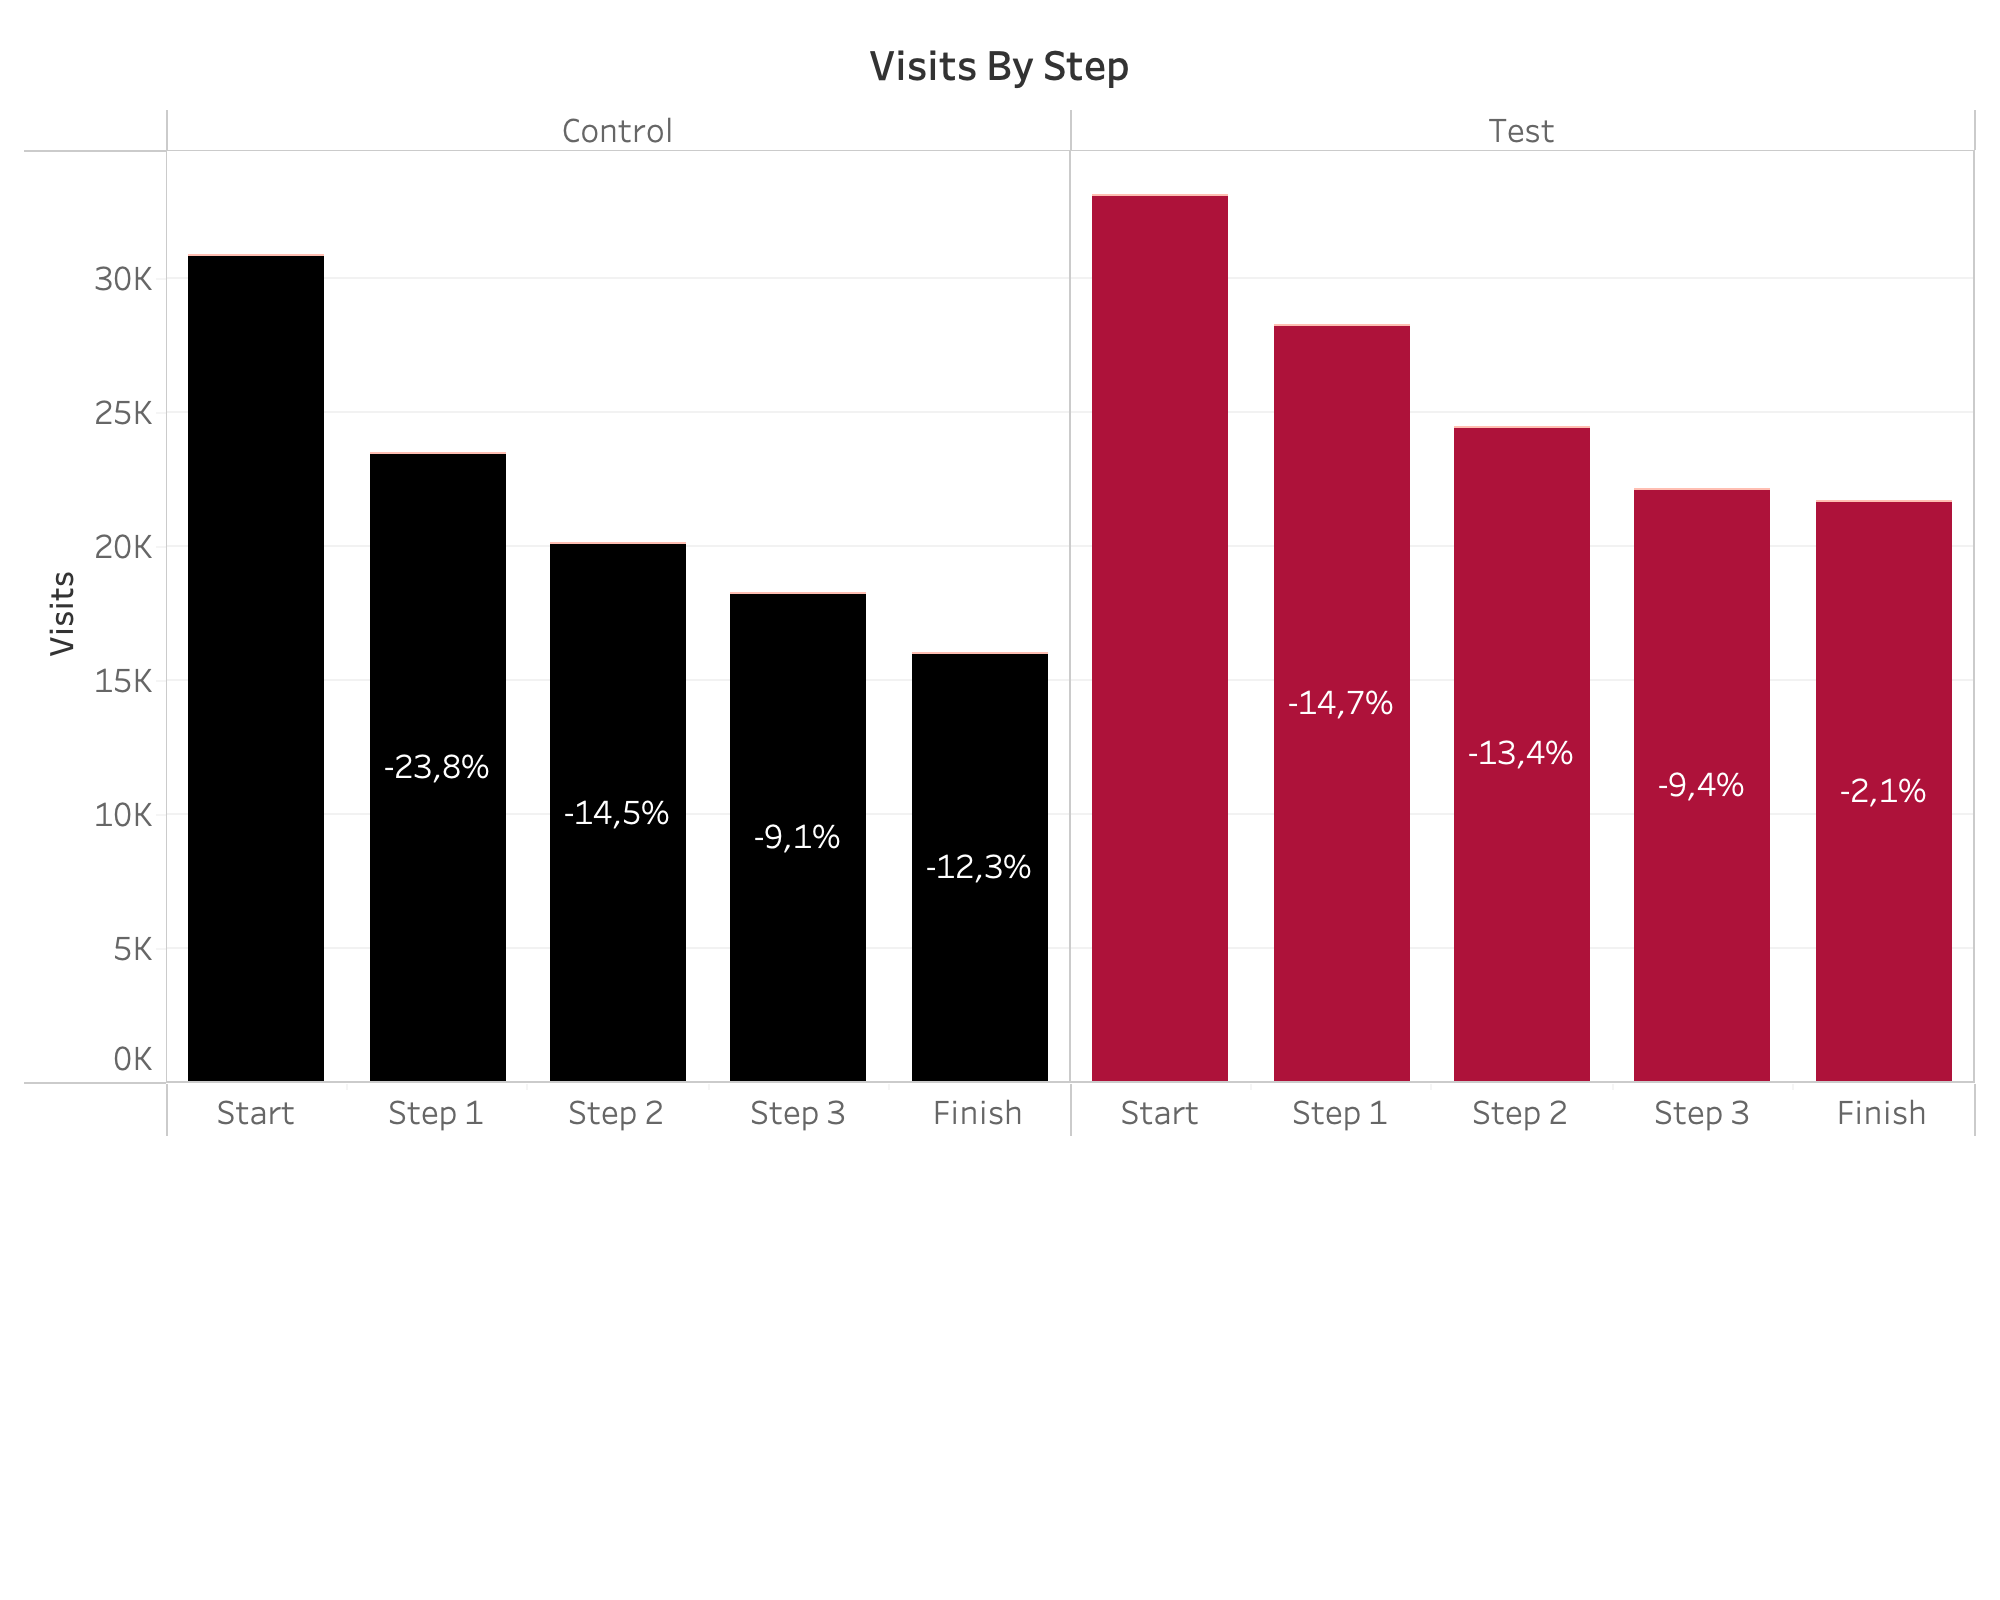 Visits By Step
Control Test
30K
25K
20K
15K
10K
5K
0K
Visits
-23,8%
-14,5%
-9,1%
-12,3%
-14,7%
-13,4%
-9,4%
-2,1%
Start Step 1 Step 2 Step 3 Finish Start Step 1 Step 2 Step 3 Finish